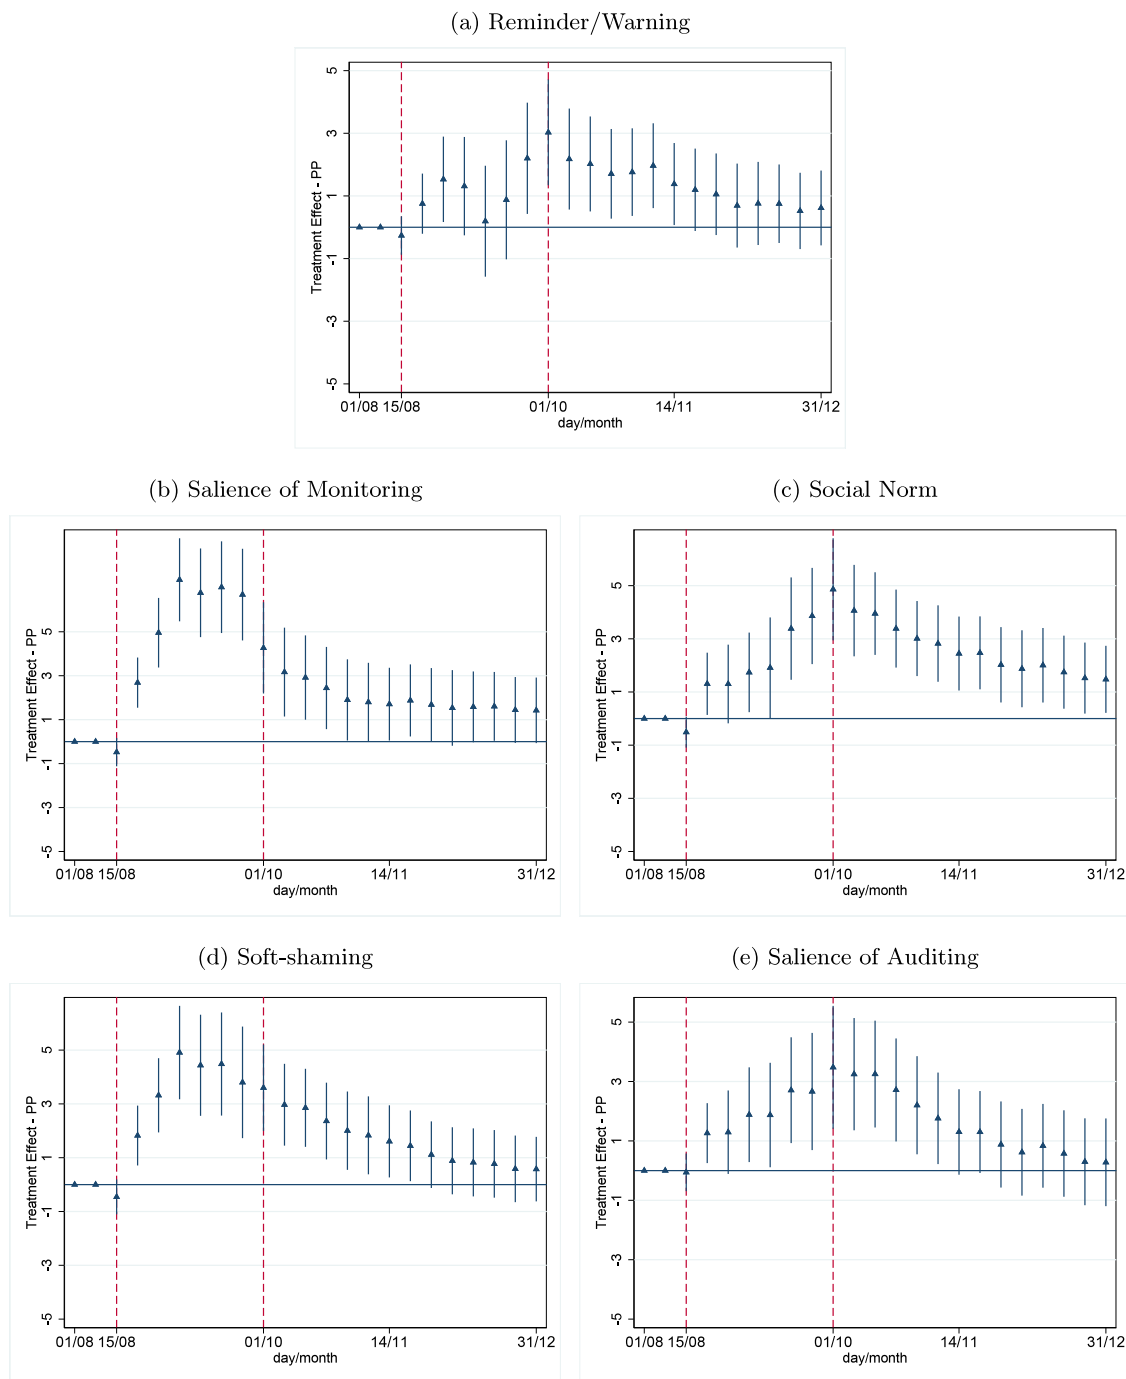 (a) Reminder/Warning
Treatment Effect - PP
5
3
1
-1
-3
-5
01/08 15/08 01/10 14/11 31/12
day/month
(b) Salience of Monitoring
Treatment Effect - PP
5
3
1
-1
-3
-5
01/08 15/08 01/10 14/11 31/12
day/month
(c) Social Norm
Treatment Effect - PP
5
3
1
-1
-3
-5
01/08 15/08 01/10 14/11 31/12
day/month
(d) Soft-shaming
Treatment Effect - PP
5
3
1
-1
-3
-5
01/08 15/08 01/10 14/11 31/12
day/month
(e) Salience of Auditing
Treatment Effect - PP
5
3
1
-1
-3
-5
01/08 15/08 01/10 14/11 31/12
day/month